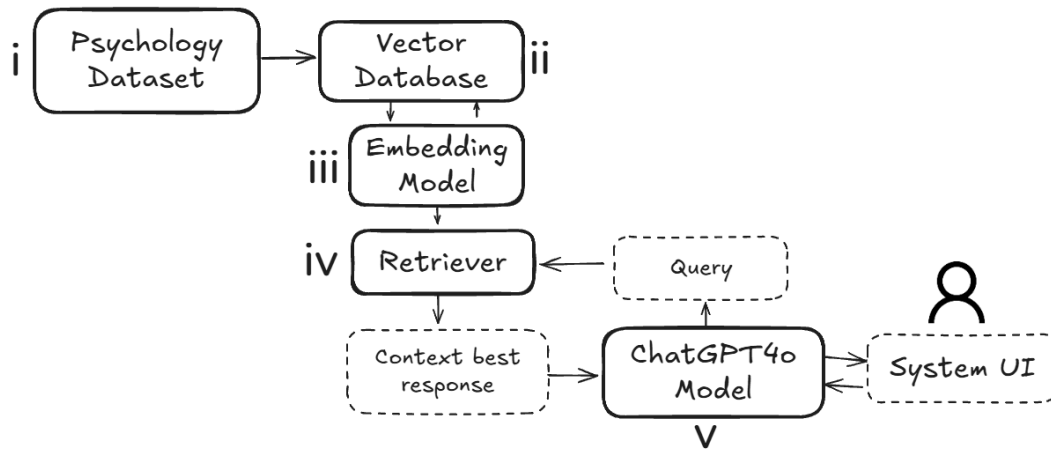 i
Psychology
Dataset
Vector
Database
ii
iii
Embedding
Model
iv
Retriever
Query
Context best
response
ChatGPT4o
Model
System UI
v